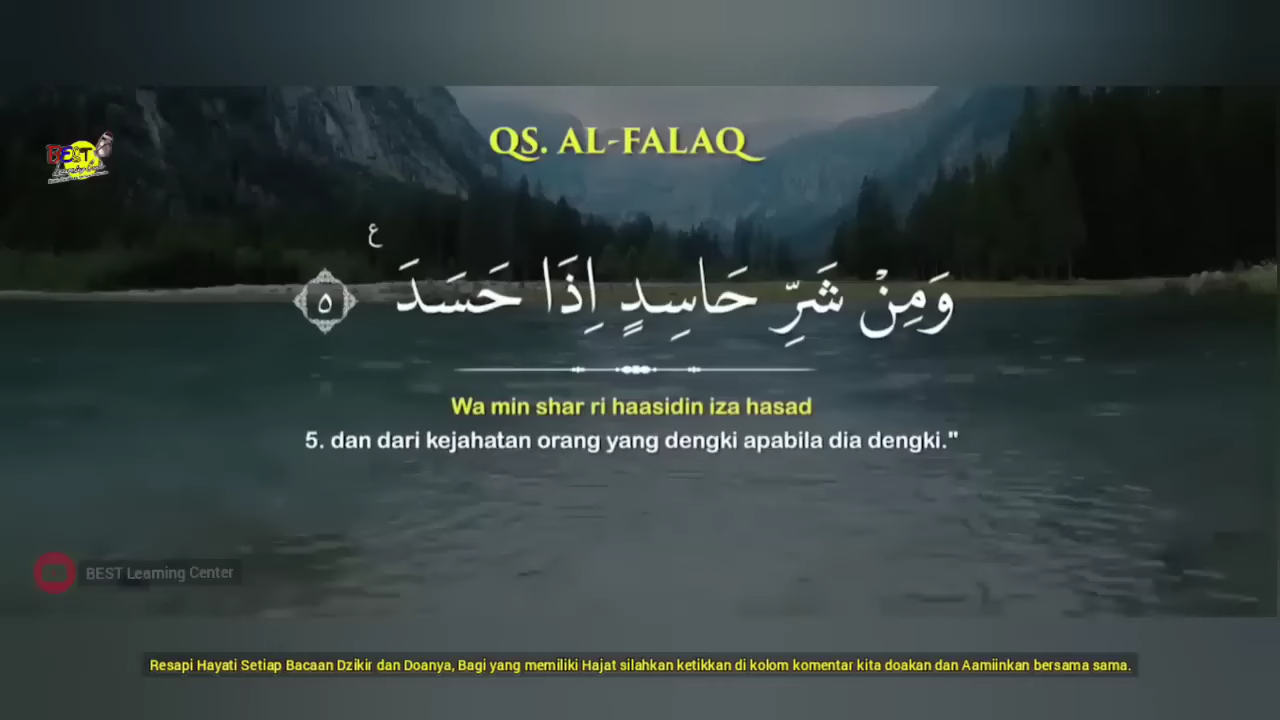 BEST
QS. AL-FALAQ
وَمِنْ شَرِّ حَاسِدٍ اِذَا حَسَدَ ࣖ ٥
Wa min shar ri haasidin iza hasad
5. dan dari kejahatan orang yang dengki apabila dia dengki."
BEST Learning Center
Resapi Hayati Setiap Bacaan Dzikir dan Doanya, Bagi yang memiliki Hajat silahkan ketikkan di kolom komentar kita doakan dan Aamiinkan bersama sama.